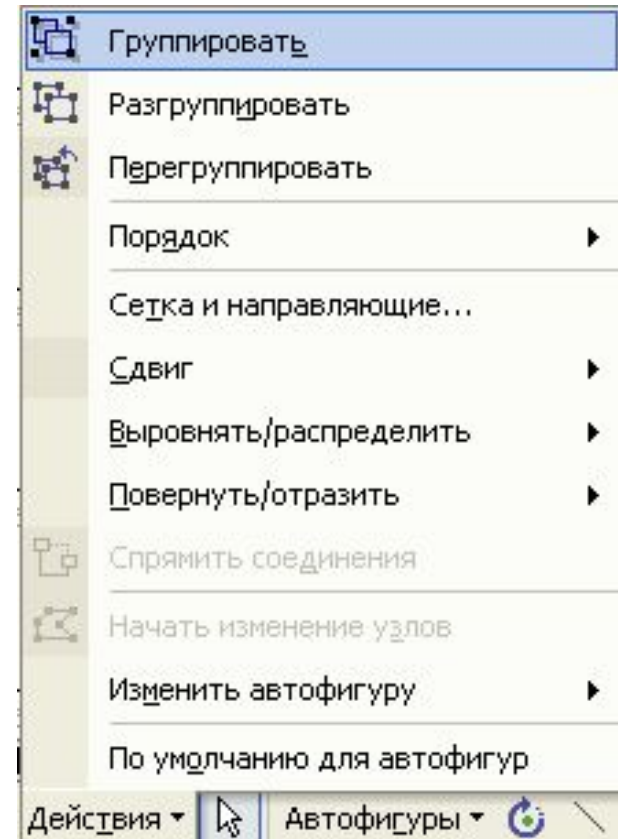 Группировать
Разгруппировать
Перегруппировать
Порядок
Сетка и направляющие...
Сдвиг
Выровнять/распределить
Повернуть/отразить
Спрямить соединения
Начать изменение узлов
Изменить автофигуру
По умолчанию для автофигур
Действия Автофигуры